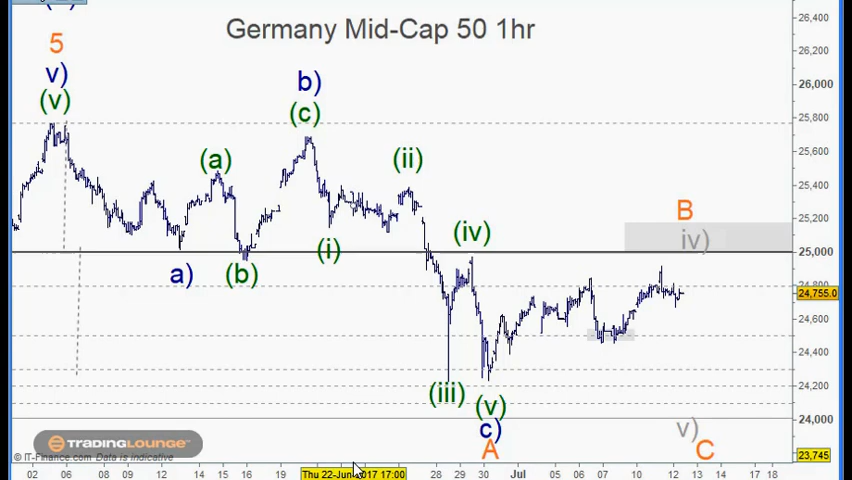 26,400
Germany Mid-Cap 50 1hr
5
26,200
v)
b)
26,000
(v)
(c)
25,800
25,600
(a)
(ii)
25,400
B
25,200
(iv)
iv)
(i)
25,000
a)
(b)
24,800
24,755.0
24,600
24,400
24,200
(iii)
(v)
24,000
c)
v)
A
C
TRADINGLOUNGE
© IT-Finance.com Data is indicative
23,745
02 06 08 09 12 13 14 15 16 19 Thu 22-Jun-2017 17:00 28 29 30 Jul 05 06 07 10 11 12 13 14 17 18